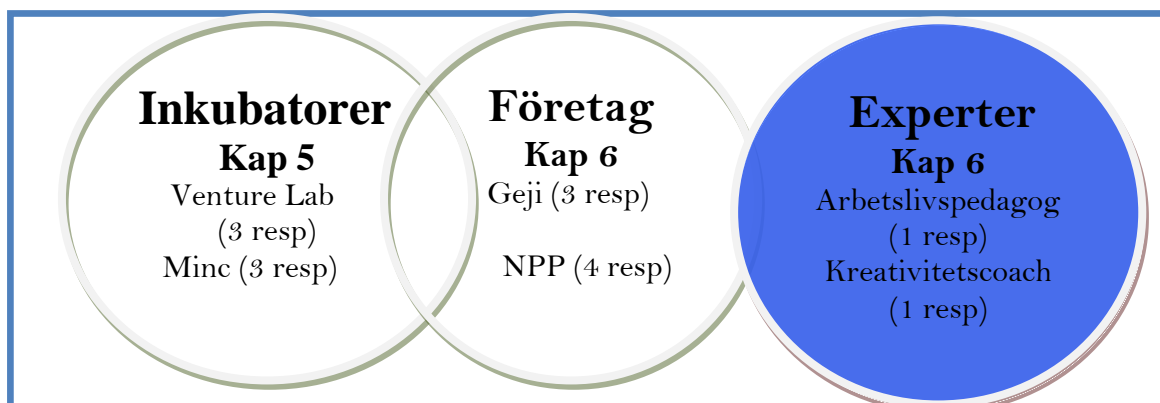 Inkubatorer
Kap 5
Venture Lab
(3 resp)
Minc (3 resp)
Företag
Kap 6
Geji (3 resp)
NPP (4 resp)
Experter
Kap 6
Arbetslivspedagog
(1 resp)
Kreativitetscoach
(1 resp)